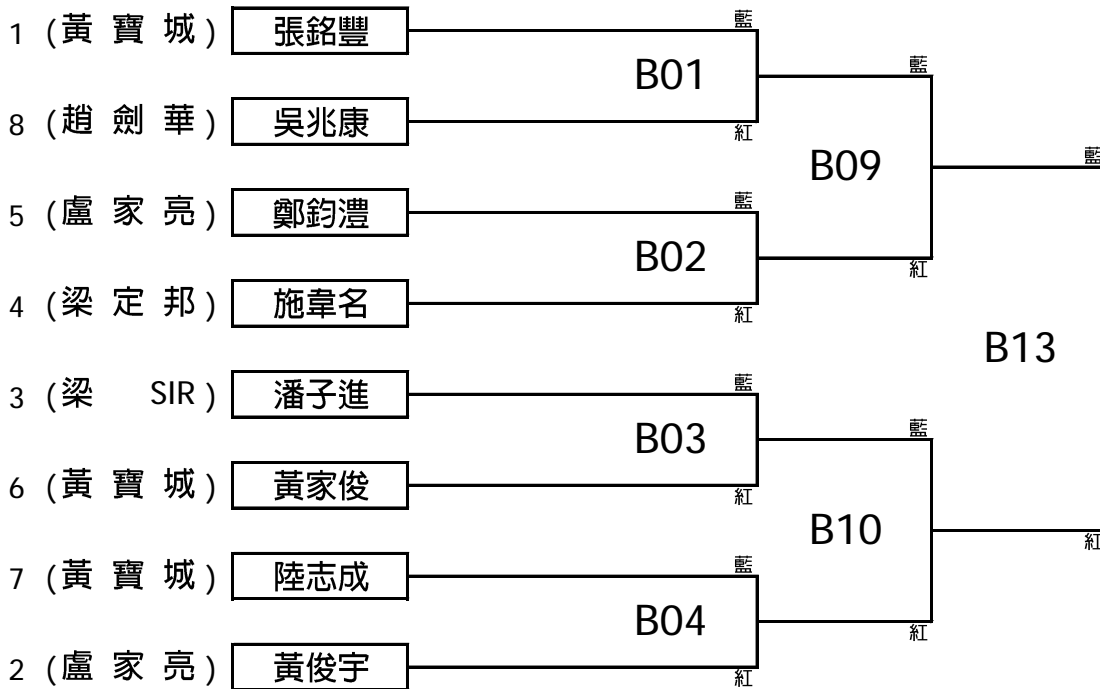 1 (黃 寶 城) 張銘豐 藍
B01 藍
8 (趙 劍 華) 吳兆康 紅
B09 藍
5 (盧 家 亮) 鄭鈞澧 藍
B02 紅
4 (梁 定 邦) 施韋名 紅
B13
3 (梁 SIR) 潘子進 藍
B03 藍
6 (黃 寶 城) 黃家俊 紅
B10 紅
7 (黃 寶 城) 陸志成 藍
B04 紅
2 (盧 家 亮) 黃俊宇 紅